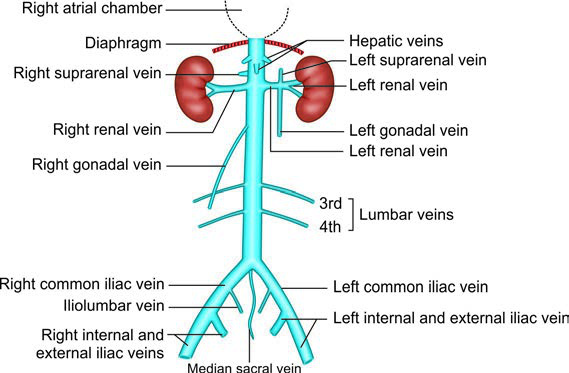 Right atrial chamber
Diaphragm
Hepatic veins
Left suprarenal vein
Right suprarenal vein
Left renal vein
Right renal vein
Left gonadal vein
Left renal vein
Right gonadal vein
3rd
Lumbar veins
4th
Right common iliac vein
Left common iliac vein
Iliolumbar vein
Left internal and external iliac vein
Right internal and
external iliac veins
Median sacral vein